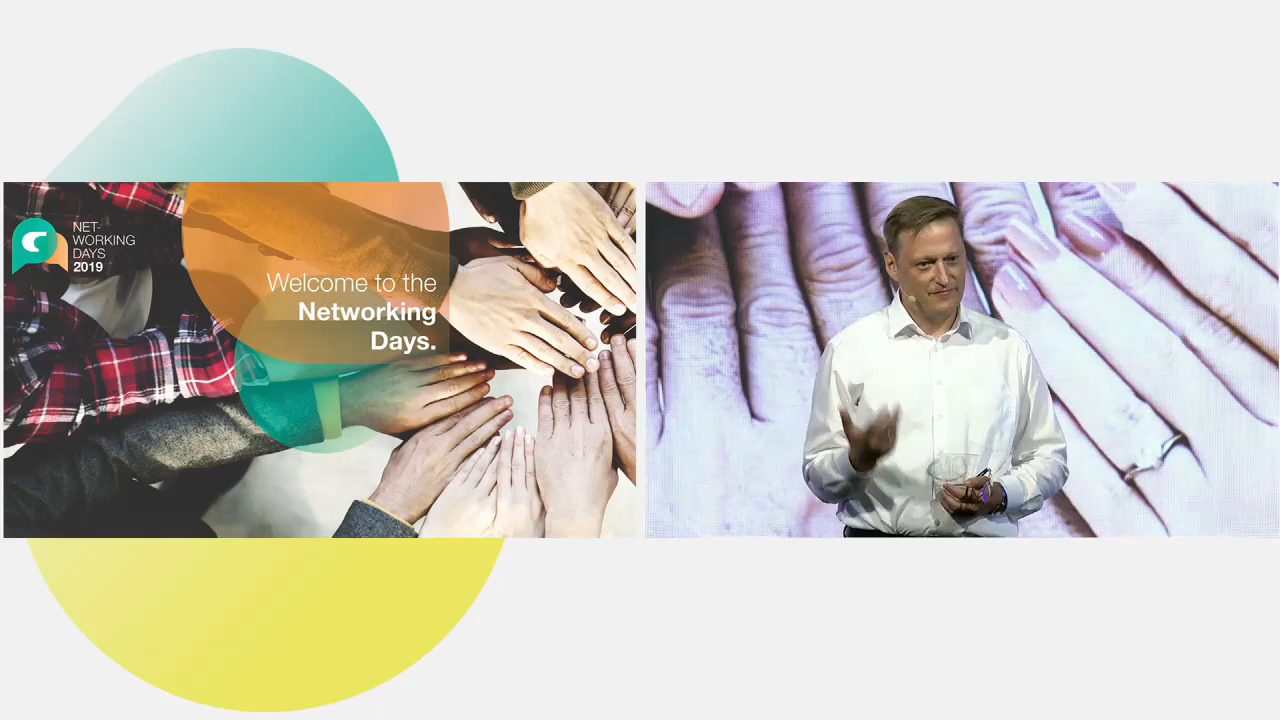 NET-
WORKING
DAYS
2019
Welcome to the
Networking
Days.